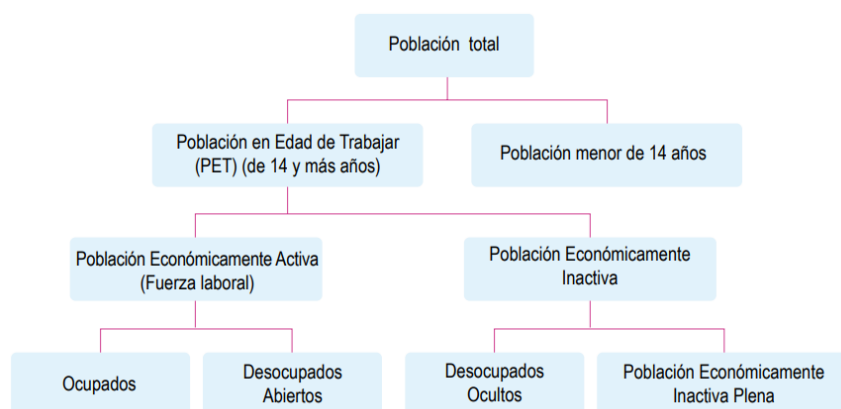 Población total
Población en Edad de Trabajar
(PET) (de 14 y más años)
Población menor de 14 años
Población Económicamente Activa
(Fuerza laboral)
Población Económicamente
Inactiva
Ocupados
Desocupados
Abiertos
Desocupados
Ocultos
Población Económicamente
Inactiva Plena